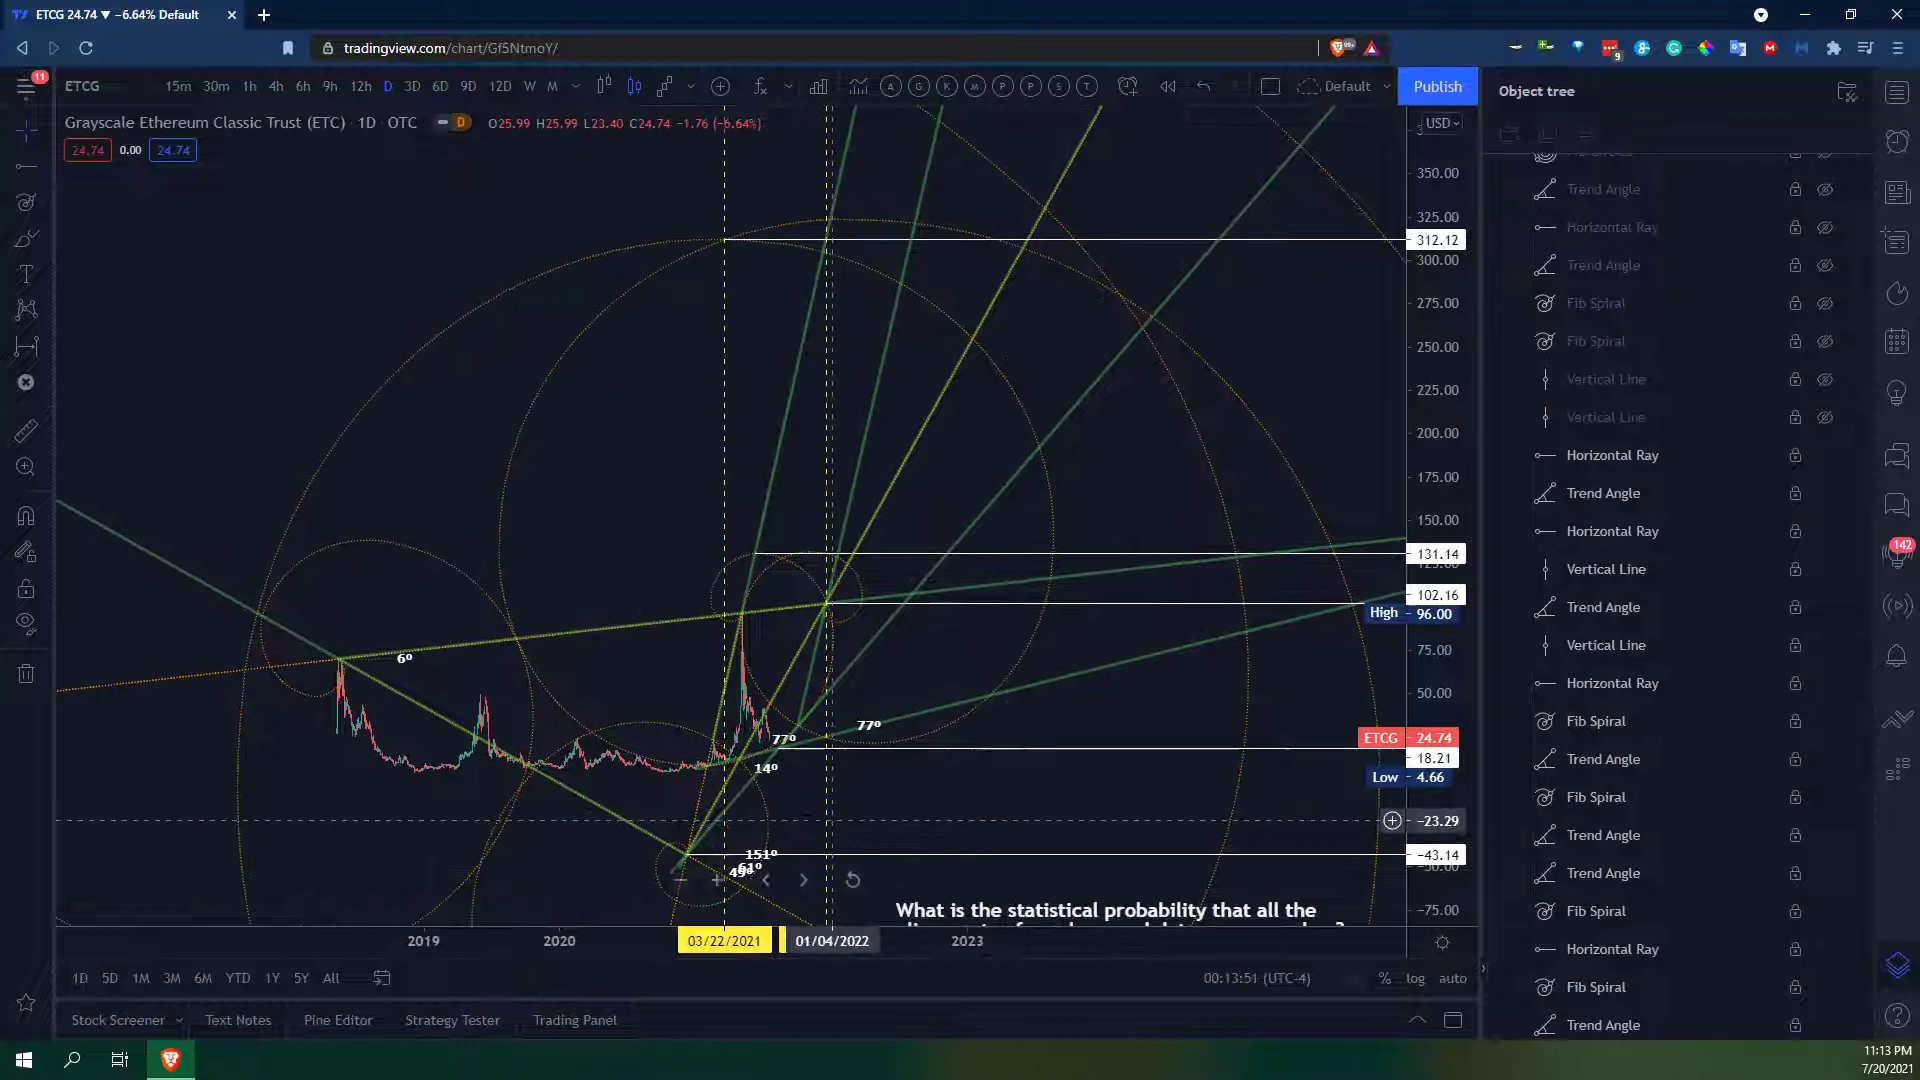 ETCG 24.74 ▼ −6.64% Default
tradingview.com/chart/Gf5NtmoY/
99+
9
11
ETCG 15m 30m 1h 4h 6h 9h 12h D 3D 6D 9D 12D W M A G K M P P S T Default Publish
Object tree
Grayscale Ethereum Classic Trust (ETC) · 1D · OTC D O25.99 H25.99 L23.40 C24.74 −1.76 (−6.64%)
USD
24.74 0.00 24.74
350.00
325.00
312.12
300.00
275.00
250.00
225.00
200.00
175.00
150.00
131.14
102.16
High 96.00
75.00
50.00
ETCG 24.74
18.21
Low 4.66
−23.29
−43.14
−75.00
6º
77º
77º
14º
151º
61º
49º
What is the statistical probability that all the
2019 2020 03/22/2021 01/04/2022 2023
1D 5D 1M 3M 6M YTD 1Y 5Y All 00:13:51 (UTC-4) % log auto
Stock Screener Text Notes Pine Editor Strategy Tester Trading Panel
Trend Angle
Horizontal Ray
Trend Angle
Fib Spiral
Fib Spiral
Vertical Line
Vertical Line
Horizontal Ray
Trend Angle
Horizontal Ray
Vertical Line
Trend Angle
Vertical Line
Horizontal Ray
Fib Spiral
Trend Angle
Fib Spiral
Trend Angle
Trend Angle
Fib Spiral
Horizontal Ray
Fib Spiral
Trend Angle
142
11:13 PM
7/20/2021